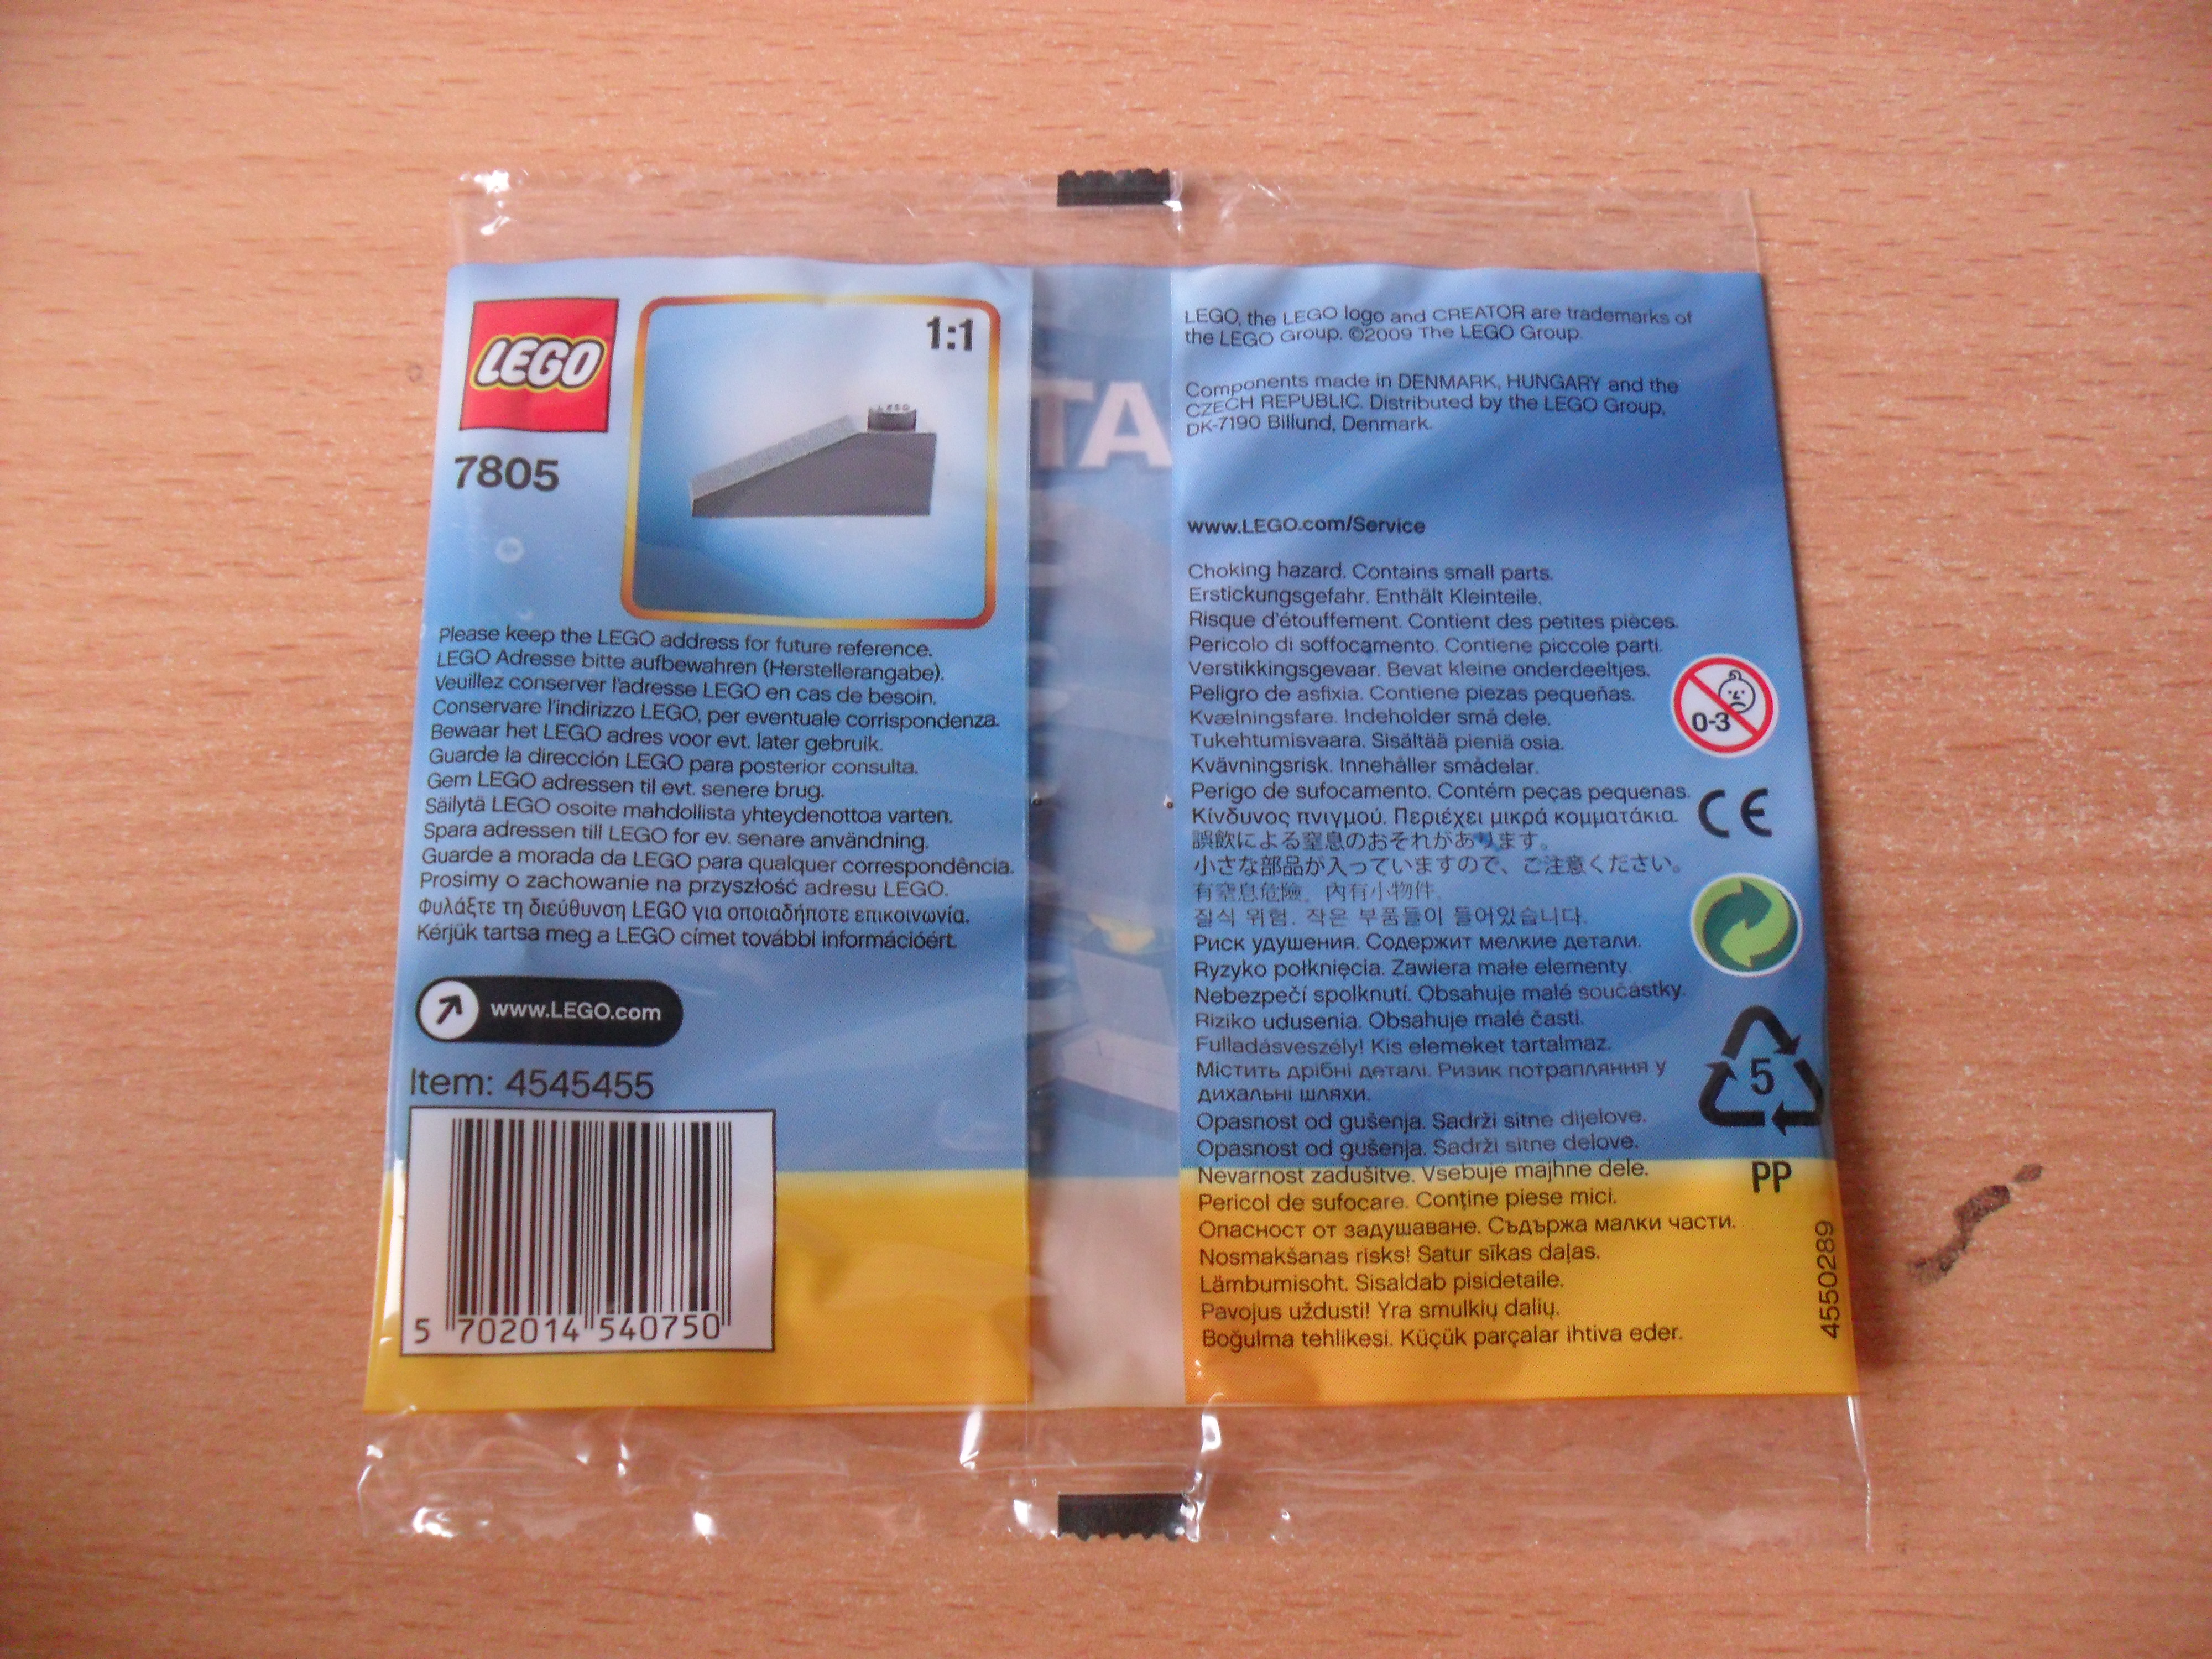 LEGO
7805
1:1
LEGO
Please keep the LEGO address for future reference.
LEGO Adresse bitte aufbewahren (Herstellerangabe).
Veuillez conserver l'adresse LEGO en cas de besoin.
Conservare l'indirizzo LEGO, per eventuale corrispondenza.
Bewaar het LEGO adres voor evt. later gebruik.
Guarde la dirección LEGO para posterior consulta.
Gem LEGO adressen til evt. senere brug.
Säilytä LEGO osoite mahdollista yhteydenottoa varten.
Spara adressen till LEGO for ev. senare användning.
Guarde a morada da LEGO para qualquer correspondência.
Prosimy o zachowanie na przyszłość adresu LEGO.
Φυλάξτε τη διεύθυνση LEGO για οποιαδήποτε επικοινωνία.
Kérjük tartsa meg a LEGO címet további információért.
www.LEGO.com
Item: 4545455
5 702014 540750
TA
LEGO, the LEGO logo and CREATOR are trademarks of
the LEGO Group. ©2009 The LEGO Group.
Components made in DENMARK, HUNGARY and the
CZECH REPUBLIC. Distributed by the LEGO Group,
DK-7190 Billund, Denmark.
www.LEGO.com/Service
Choking hazard. Contains small parts.
Erstickungsgefahr. Enthält Kleinteile.
Risque d'étouffement. Contient des petites pièces.
Pericolo di soffocamento. Contiene piccole parti.
Verstikkingsgevaar. Bevat kleine onderdeeltjes.
Peligro de asfixia. Contiene piezas pequeñas.
Kvælningsfare. Indeholder små dele.
Tukehtumisvaara. Sisältää pieniä osia.
Kvävningsrisk. Innehåller smådelar.
Perigo de sufocamento. Contém peças pequenas.
Κίνδυνος πνιγμού. Περιέχει μικρά κομματάκια.
誤飲による窒息のおそれがあります。
小さな部品が入っていますので、ご注意ください。
有窒息危險。內有小物件。
질식 위험. 작은 부품들이 들어있습니다.
Риск удушения. Содержит мелкие детали.
Ryzyko połknięcia. Zawiera małe elementy.
Nebezpečí spolknutí. Obsahuje malé součástky.
Riziko udusenia. Obsahuje malé časti.
Fulladásveszély! Kis elemeket tartalmaz.
Містить дрібні деталі. Ризик потрапляння у
дихальні шляхи.
Opasnost od gušenja. Sadrži sitne dijelove.
Opasnost od gušenja. Sadrži sitne delove.
Nevarnost zadušitve. Vsebuje majhne dele.
Pericol de sufocare. Conține piese mici.
Опасност от задушаване. Съдържа малки части.
Nosmakšanas risks! Satur sīkas daļas.
Lämbumisoht. Sisaldab pisidetaile.
Pavojus uždusti! Yra smulkių dalių.
Boğulma tehlikesi. Küçük parçalar ihtiva eder.
0-3
CE
5
PP
4550289